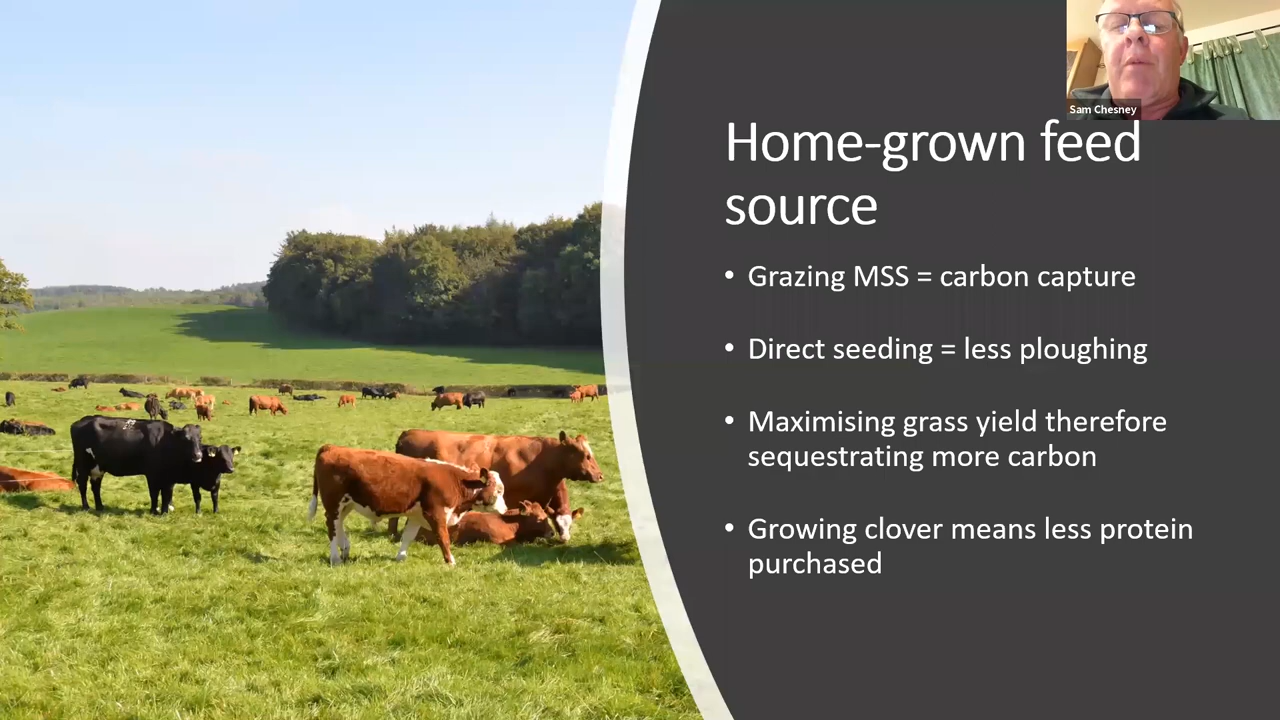 Sam Chesney
Home-grown feed
source
• Grazing MSS = carbon capture
• Direct seeding = less ploughing
• Maximising grass yield therefore
sequestrating more carbon
• Growing clover means less protein
purchased